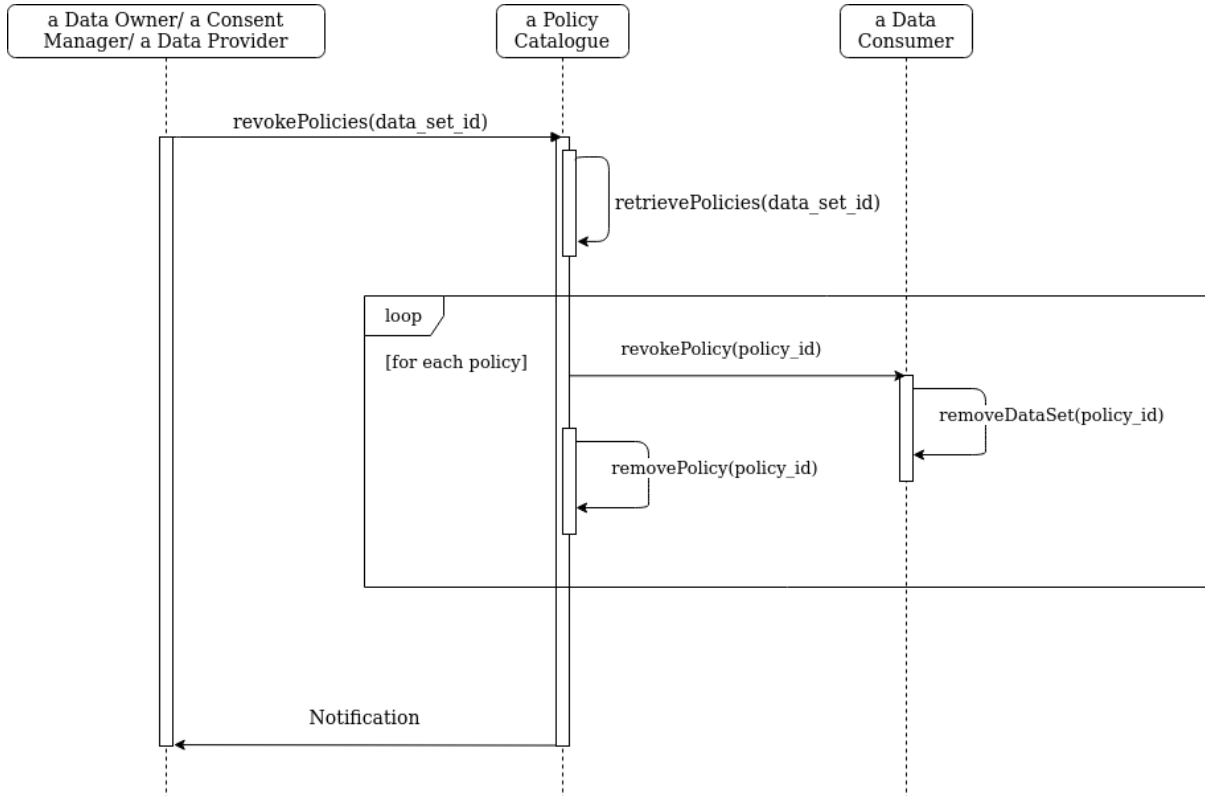 a Data Owner/ a Consent
Manager/ a Data Provider
a Policy
Catalogue
a Data
Consumer
revokePolicies(data_set_id)
retrievePolicies(data_set_id)
loop
[for each policy]
revokePolicy(policy_id)
removeDataSet(policy_id)
removePolicy(policy_id)
Notification